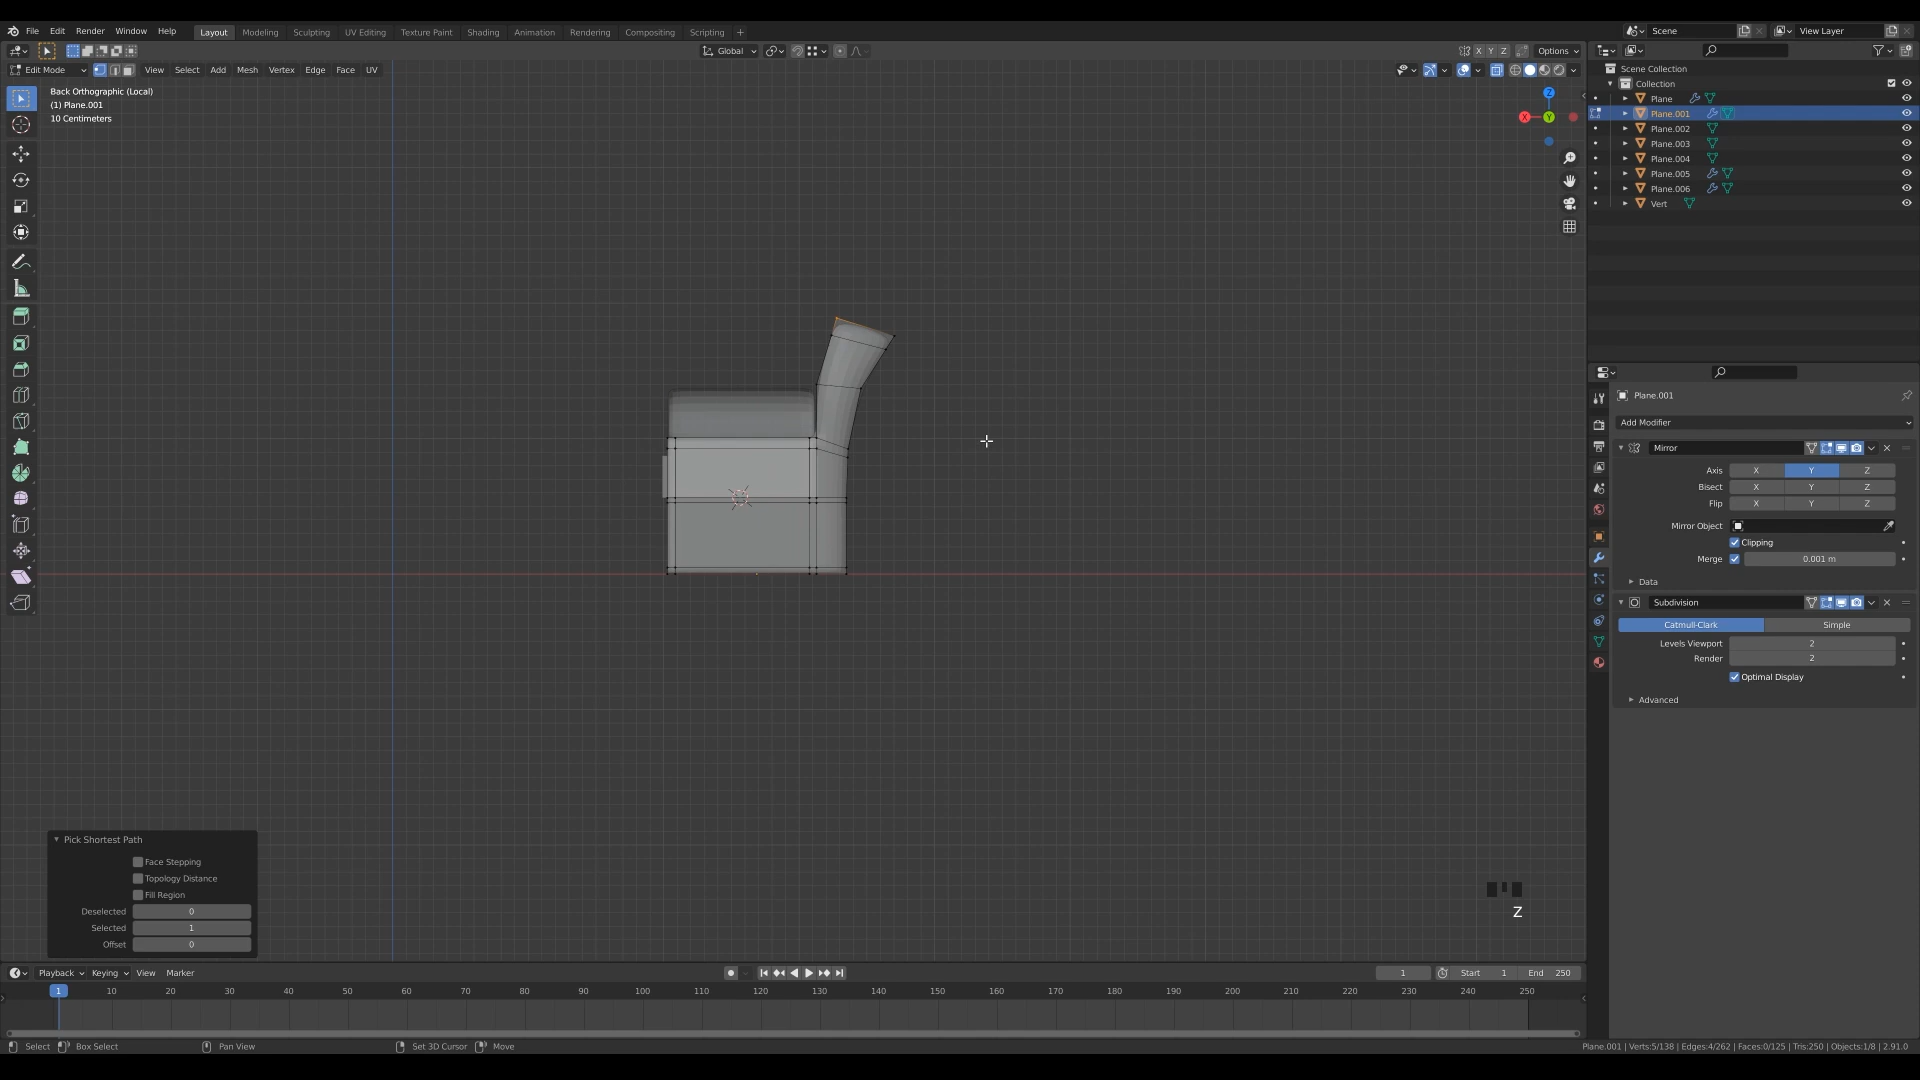 File Edit Render Window Help Layout Modeling Sculpting UV Editing Texture Paint Shading Animation Rendering Compositing Scripting + Scene View Layer
Global X Y Z Options
Edit Mode View Select Add Mesh Vertex Edge Face UV
Back Orthographic (Local)
(1) Plane.001
10 Centimeters
Z
X
Y
Scene Collection
Collection
Plane
Plane.001
Plane.002
Plane.003
Plane.004
Plane.005
Plane.006
Vert
Plane.001
Add Modifier
Mirror
Axis X Y Z
Bisect X Y Z
Flip X Y Z
Mirror Object
Clipping
Merge 0.001 m
Data
Subdivision
Catmull-Clark Simple
Levels Viewport 2
Render 2
Optimal Display
Advanced
Pick Shortest Path
Face Stepping
Topology Distance
Fill Region
Deselected 0
Selected 1
Offset 0
Z
Playback Keying View Marker 1 Start 1 End 250
1 10 20 30 40 50 60 70 80 90 100 110 120 130 140 150 160 170 180 190 200 210 220 230 240 250
Select Box Select Pan View Set 3D Cursor Move Plane.001 | Verts:5/138 | Edges:4/262 | Faces:0/125 | Tris:250 | Objects:1/8 | 2.91.0